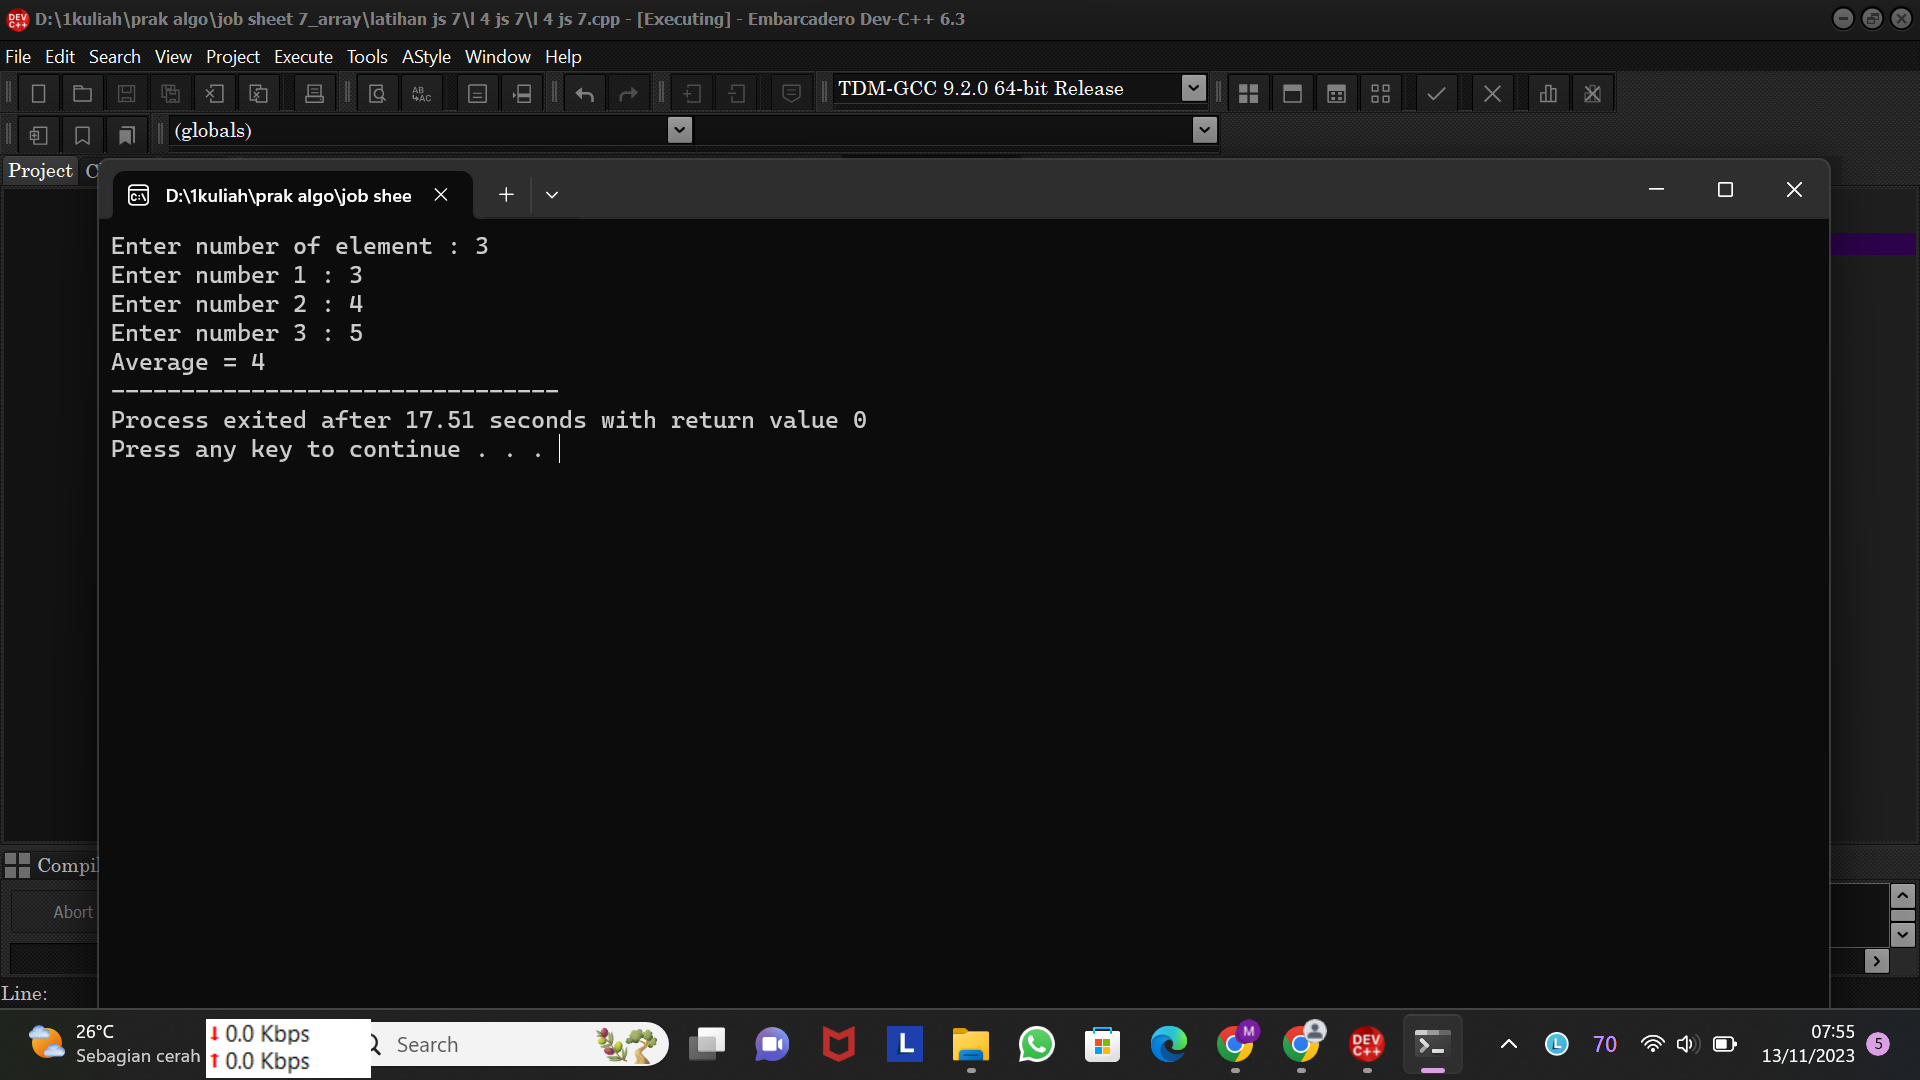 D:\1kuliah\prak algo\job sheet 7_array\latihan js 7\l 4 js 7\l 4 js 7.cpp - [Executing] - Embarcadero Dev-C++ 6.3
File Edit Search View Project Execute Tools AStyle Window Help
TDM-GCC 9.2.0 64-bit Release
(globals)
Project
D:\1kuliah\prak algo\job shee
Enter number of element : 3
Enter number 1 : 3
Enter number 2 : 4
Enter number 3 : 5
Average = 4
--------------------------------
Process exited after 17.51 seconds with return value 0
Press any key to continue . . .
Compil
Abort
Line:
26°C
Sebagian cerah
0.0 Kbps
0.0 Kbps
Search
M
DEV C++
L
L
70
07:55
13/11/2023
5